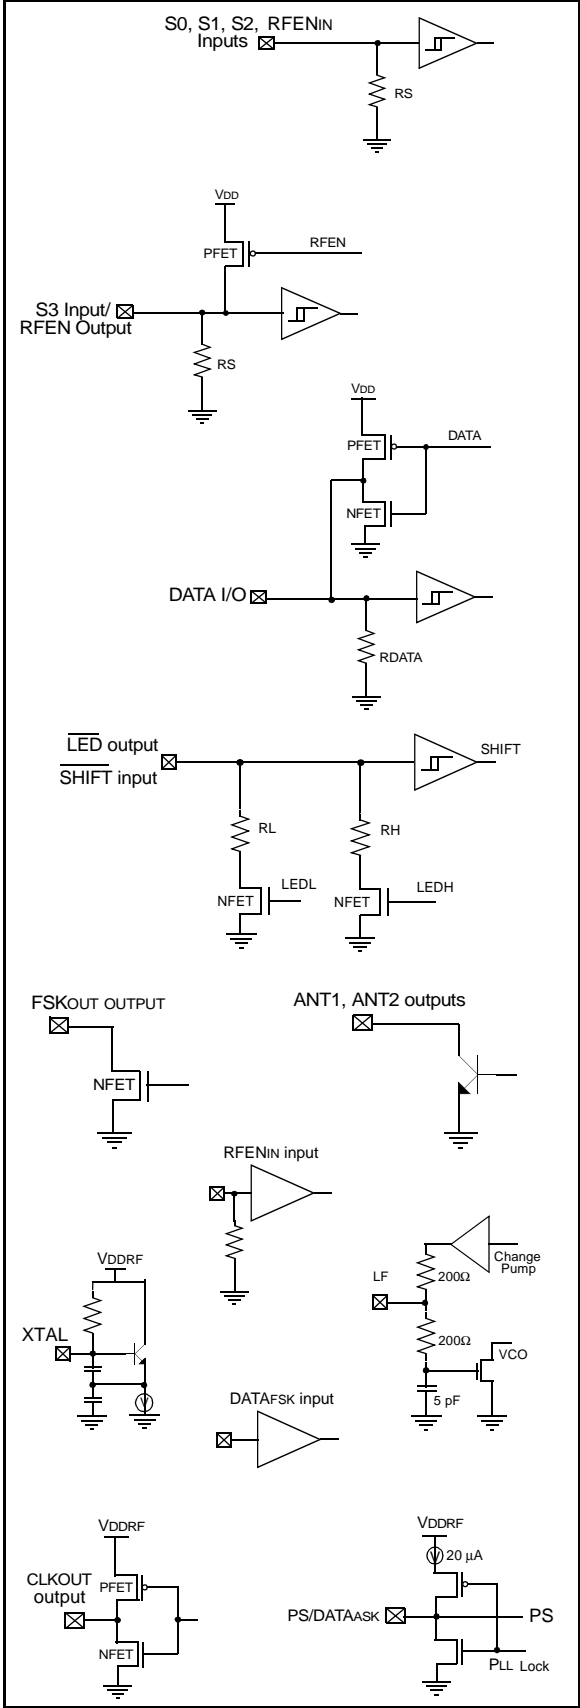 S0, S1, S2, RFENIN
Inputs
RS
VDD
PFET
RFEN
S3 Input/
RFEN Output
RS
VDD
PFET
DATA
NFET
DATA I/O
RDATA
LED output
SHIFT input
SHIFT
RL
RH
NFET
LEDL
NFET
LEDH
FSKOUT OUTPUT
NFET
ANT1, ANT2 outputs
RFENIN input
VDDRF
XTAL
Change
Pump
200Ω
LF
200Ω
VCO
5 pF
DATAFSK input
VDDRF
CLKOUT
output
PFET
NFET
VDDRF
20 µA
PS/DATAASK
PS
PLL Lock